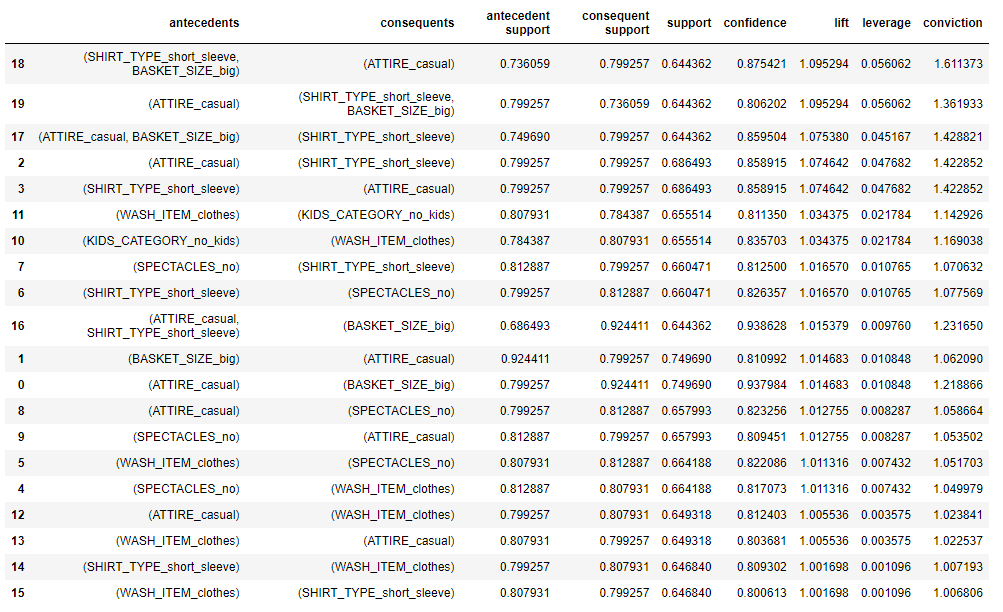 antecedents consequents antecedent support consequent support support confidence lift leverage conviction
18 (SHIRT_TYPE_short_sleeve, BASKET_SIZE_big) (ATTIRE_casual) 0.736059 0.799257 0.644362 0.875421 1.095294 0.056062 1.611373
19 (ATTIRE_casual) (SHIRT_TYPE_short_sleeve, BASKET_SIZE_big) 0.799257 0.736059 0.644362 0.806202 1.095294 0.056062 1.361933
17 (ATTIRE_casual, BASKET_SIZE_big) (SHIRT_TYPE_short_sleeve) 0.749690 0.799257 0.644362 0.859504 1.075380 0.045167 1.428821
2 (ATTIRE_casual) (SHIRT_TYPE_short_sleeve) 0.799257 0.799257 0.686493 0.858915 1.074642 0.047682 1.422852
3 (SHIRT_TYPE_short_sleeve) (ATTIRE_casual) 0.799257 0.799257 0.686493 0.858915 1.074642 0.047682 1.422852
11 (WASH_ITEM_clothes) (KIDS_CATEGORY_no_kids) 0.807931 0.784387 0.655514 0.811350 1.034375 0.021784 1.142926
10 (KIDS_CATEGORY_no_kids) (WASH_ITEM_clothes) 0.784387 0.807931 0.655514 0.835703 1.034375 0.021784 1.169038
7 (SPECTACLES_no) (SHIRT_TYPE_short_sleeve) 0.812887 0.799257 0.660471 0.812500 1.016570 0.010765 1.070632
6 (SHIRT_TYPE_short_sleeve) (SPECTACLES_no) 0.799257 0.812887 0.660471 0.826357 1.016570 0.010765 1.077569
16 (ATTIRE_casual, SHIRT_TYPE_short_sleeve) (BASKET_SIZE_big) 0.686493 0.924411 0.644362 0.938628 1.015379 0.009760 1.231650
1 (BASKET_SIZE_big) (ATTIRE_casual) 0.924411 0.799257 0.749690 0.810992 1.014683 0.010848 1.062090
0 (ATTIRE_casual) (BASKET_SIZE_big) 0.799257 0.924411 0.749690 0.937984 1.014683 0.010848 1.218866
8 (ATTIRE_casual) (SPECTACLES_no) 0.799257 0.812887 0.657993 0.823256 1.012755 0.008287 1.058664
9 (SPECTACLES_no) (ATTIRE_casual) 0.812887 0.799257 0.657993 0.809451 1.012755 0.008287 1.053502
5 (WASH_ITEM_clothes) (SPECTACLES_no) 0.807931 0.812887 0.664188 0.822086 1.011316 0.007432 1.051703
4 (SPECTACLES_no) (WASH_ITEM_clothes) 0.812887 0.807931 0.664188 0.817073 1.011316 0.007432 1.049979
12 (ATTIRE_casual) (WASH_ITEM_clothes) 0.799257 0.807931 0.649318 0.812403 1.005536 0.003575 1.023841
13 (WASH_ITEM_clothes) (ATTIRE_casual) 0.807931 0.799257 0.649318 0.803681 1.005536 0.003575 1.022537
14 (SHIRT_TYPE_short_sleeve) (WASH_ITEM_clothes) 0.799257 0.807931 0.646840 0.809302 1.001698 0.001096 1.007193
15 (WASH_ITEM_clothes) (SHIRT_TYPE_short_sleeve) 0.807931 0.799257 0.646840 0.800613 1.001698 0.001096 1.006806